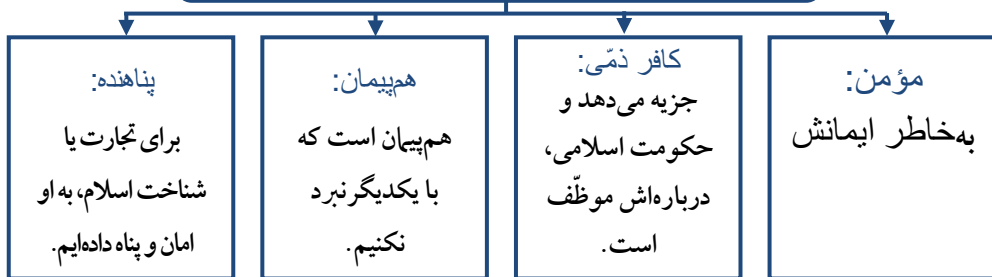 مؤمن:
به‌خاطر ایمانش
کافر ذمّی:
جزیه می‌دهد و
حکومت اسلامی،
درباره‌اش موظّف
است.
هم‌پیمان:
هم‌پیمان است که
با یکدیگر نبرد
نکنیم.
پناهنده:
برای تجارت یا
شناخت اسلام، به او
امان و پناه داده‌ایم.